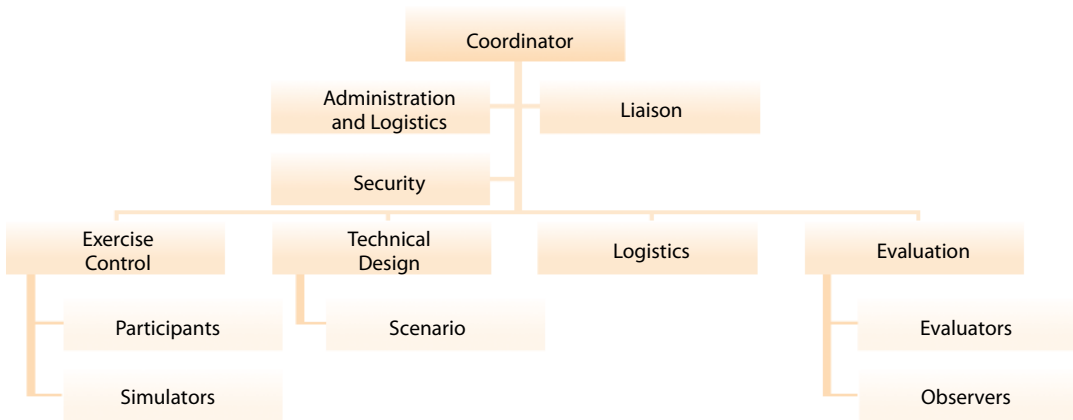 Coordinator
Administration
and Logistics
Liaison
Security
Exercise
Control
Technical
Design
Logistics
Evaluation
Participants
Scenario
Evaluators
Simulators
Observers